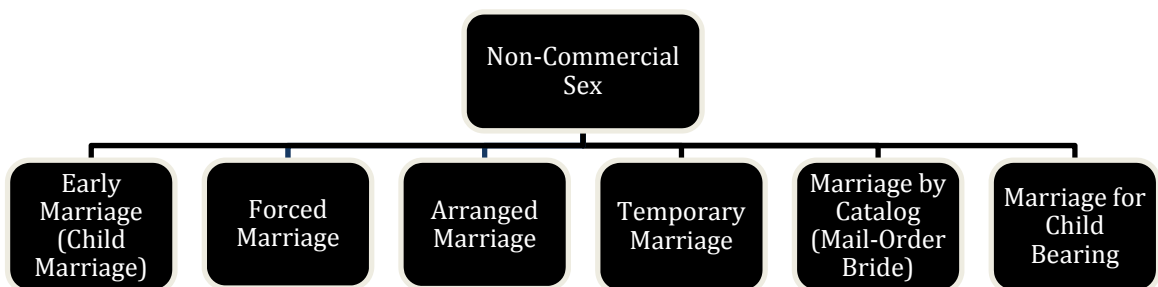 Non-Commercial
Sex
Early
Marriage
(Child
Marriage)
Forced
Marriage
Arranged
Marriage
Temporary
Marriage
Marriage by
Catalog
(Mail-Order
Bride)
Marriage for
Child
Bearing